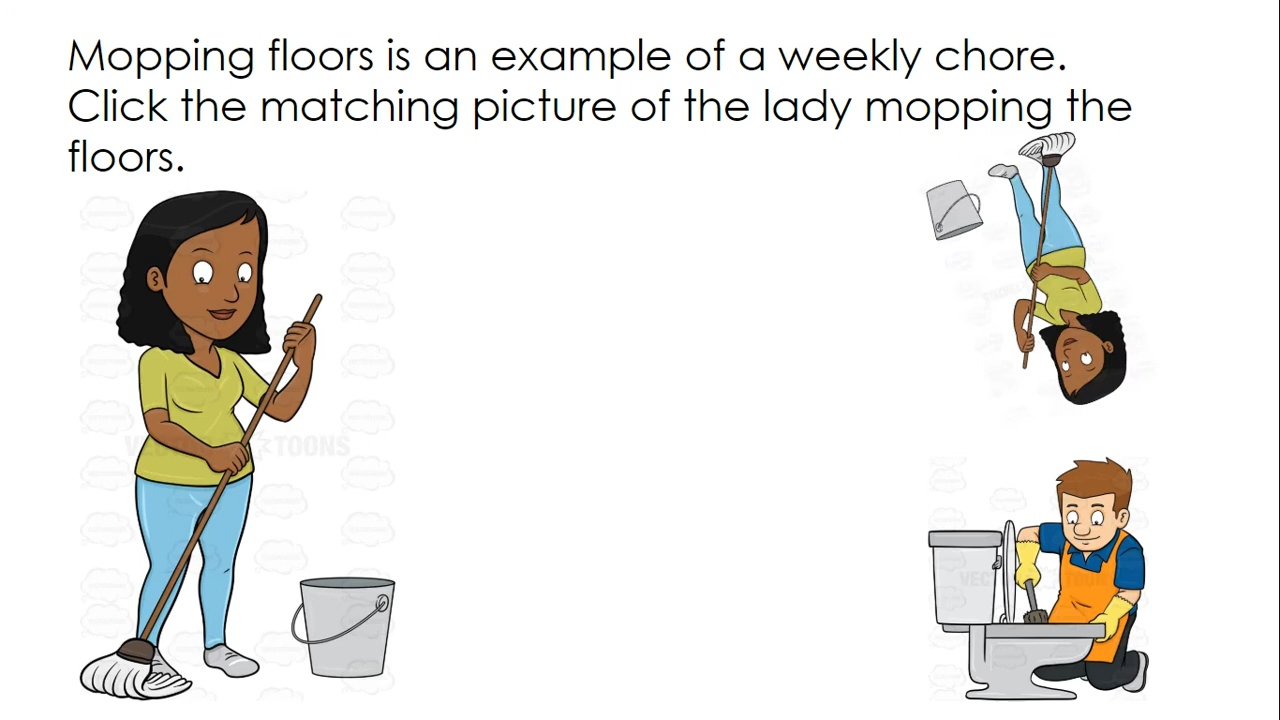 Mopping floors is an example of a weekly chore.
Click the matching picture of the lady mopping the
floors.